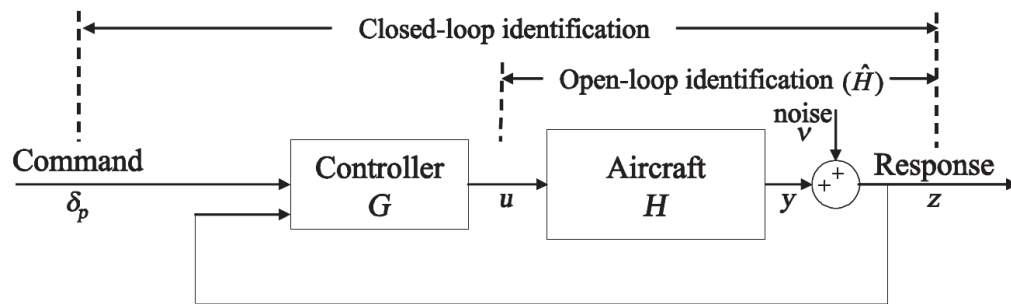 Closed-loop identification
Open-loop identification (Ĥ)
noise
ν
Command
δₚ
Controller
G
u
Aircraft
H
y
+
+
Response
z